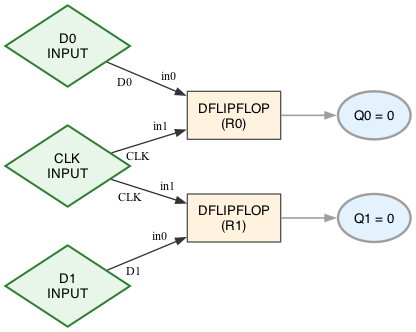 D0
INPUT
in0
D0
DFLIPFLOP
(R0)
Q0 = 0
in1
CLK
CLK
INPUT
in1
CLK
DFLIPFLOP
(R1)
Q1 = 0
in0
D1
D1
INPUT